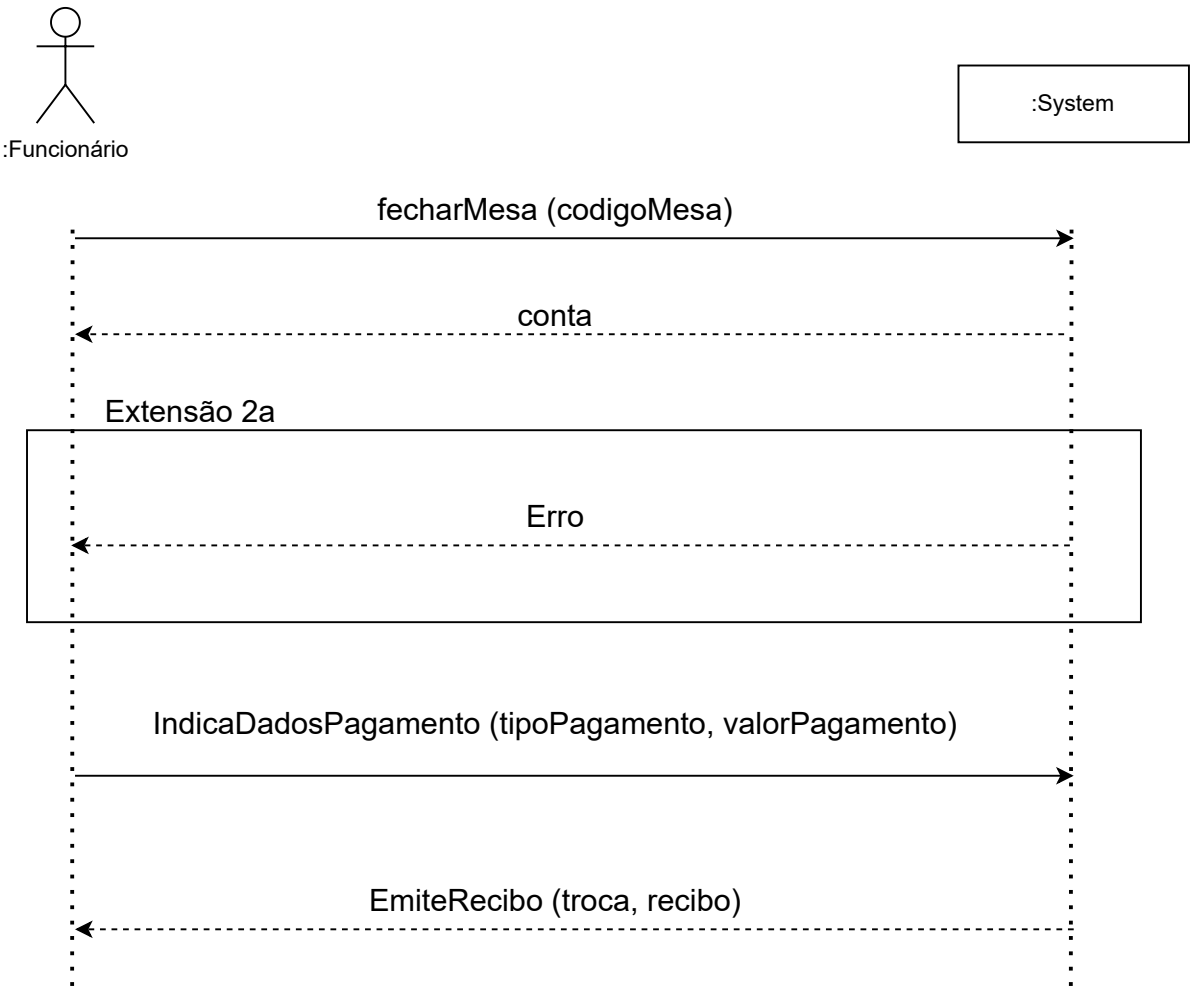 :Funcionário
:System
fecharMesa (codigoMesa)
conta
Extensão 2a
Erro
IndicaDadosPagamento (tipoPagamento, valorPagamento)
EmiteRecibo (troca, recibo)